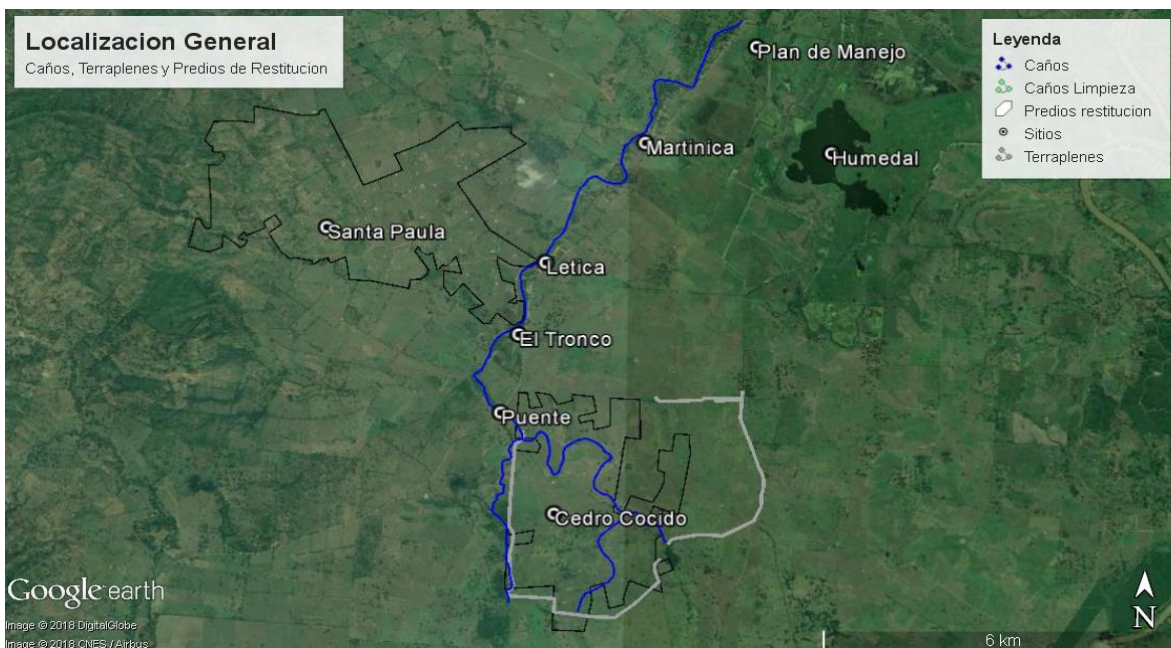 Localizacion General
Caños, Terraplenes y Predios de Restitucion
Leyenda
Caños
Caños Limpieza
Predios restitucion
Sitios
Terraplenes
Plan de Manejo
Martinica
Humedal
Santa Paula
Letica
El Tronco
Puente
Cedro Cocido
Google earth
Image © 2018 DigitalGlobe
Image © 2018 CNES / Airbus
N
6 km